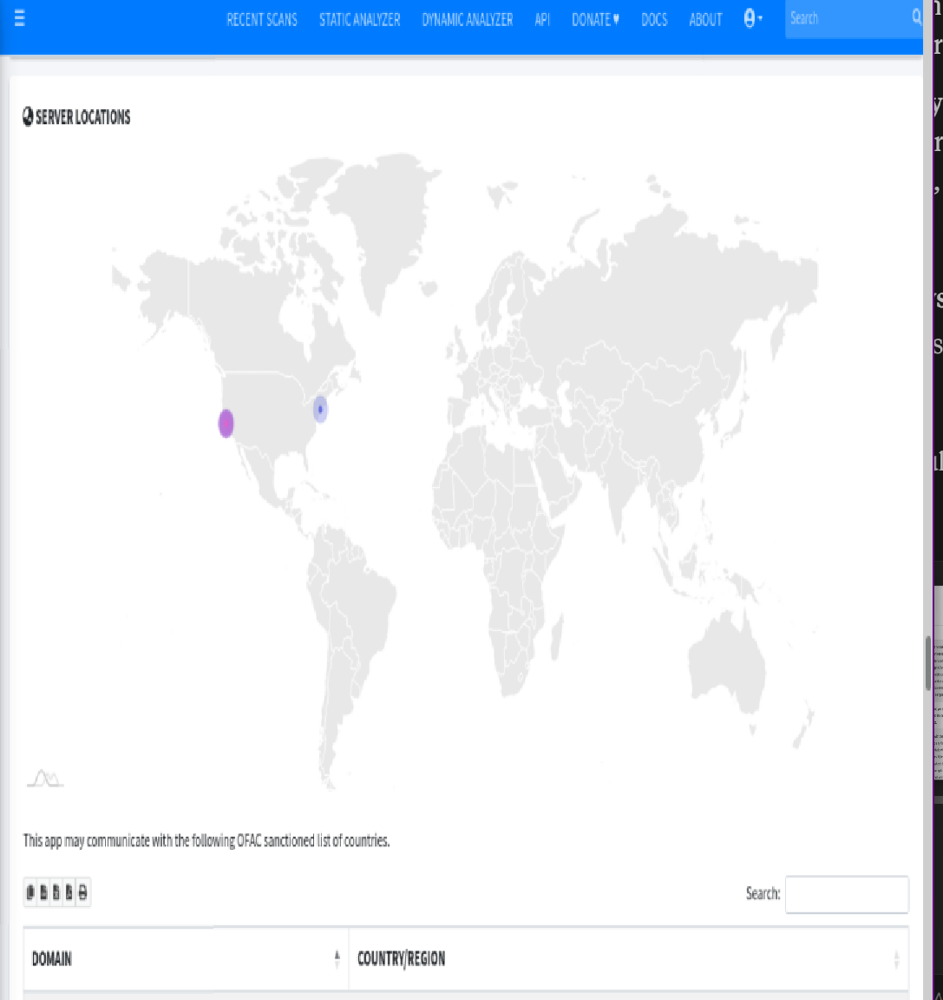 RECENT SCANS STATIC ANALYZER DYNAMIC ANALYZER API DONATE ♥ DOCS ABOUT Search
SERVER LOCATIONS
This app may communicate with the following OFAC sanctioned list of countries.
Search:
DOMAIN COUNTRY/REGION